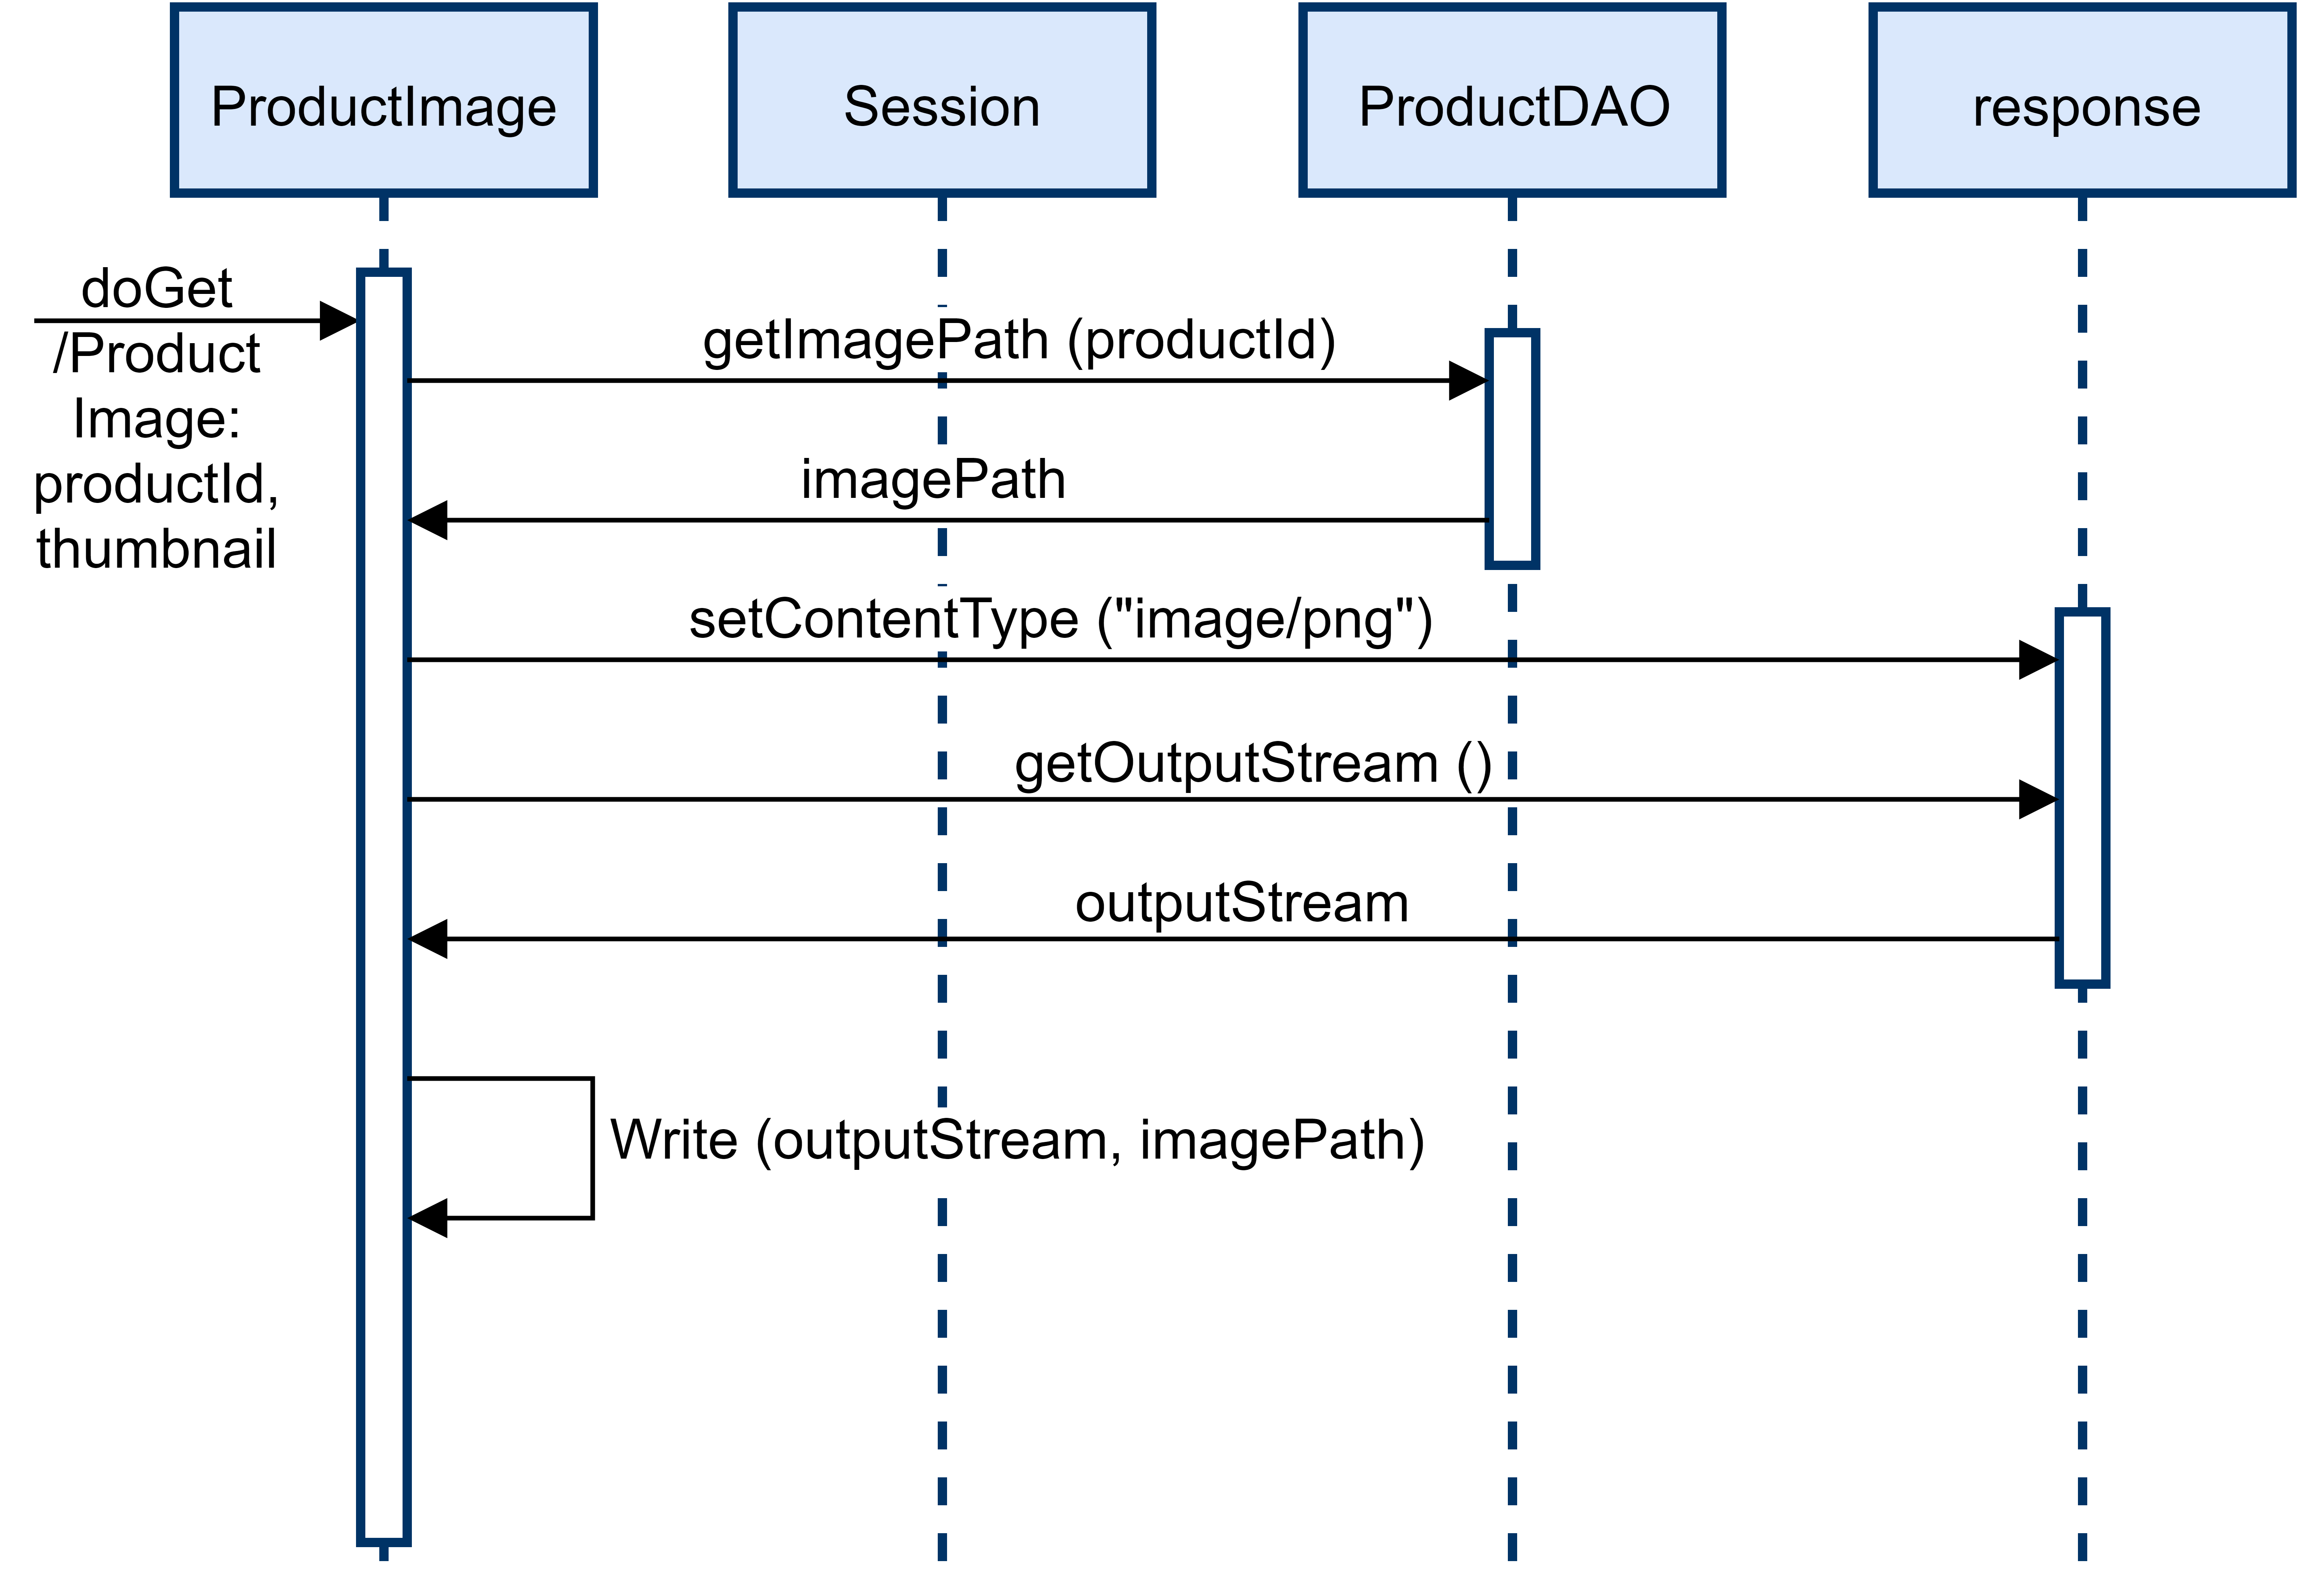 ProductImage
Session
ProductDAO
response
doGet
/Product
Image:
productId,
thumbnail
getImagePath (productId)
imagePath
setContentType ("image/png")
getOutputStream ()
outputStream
Write (outputStream, imagePath)